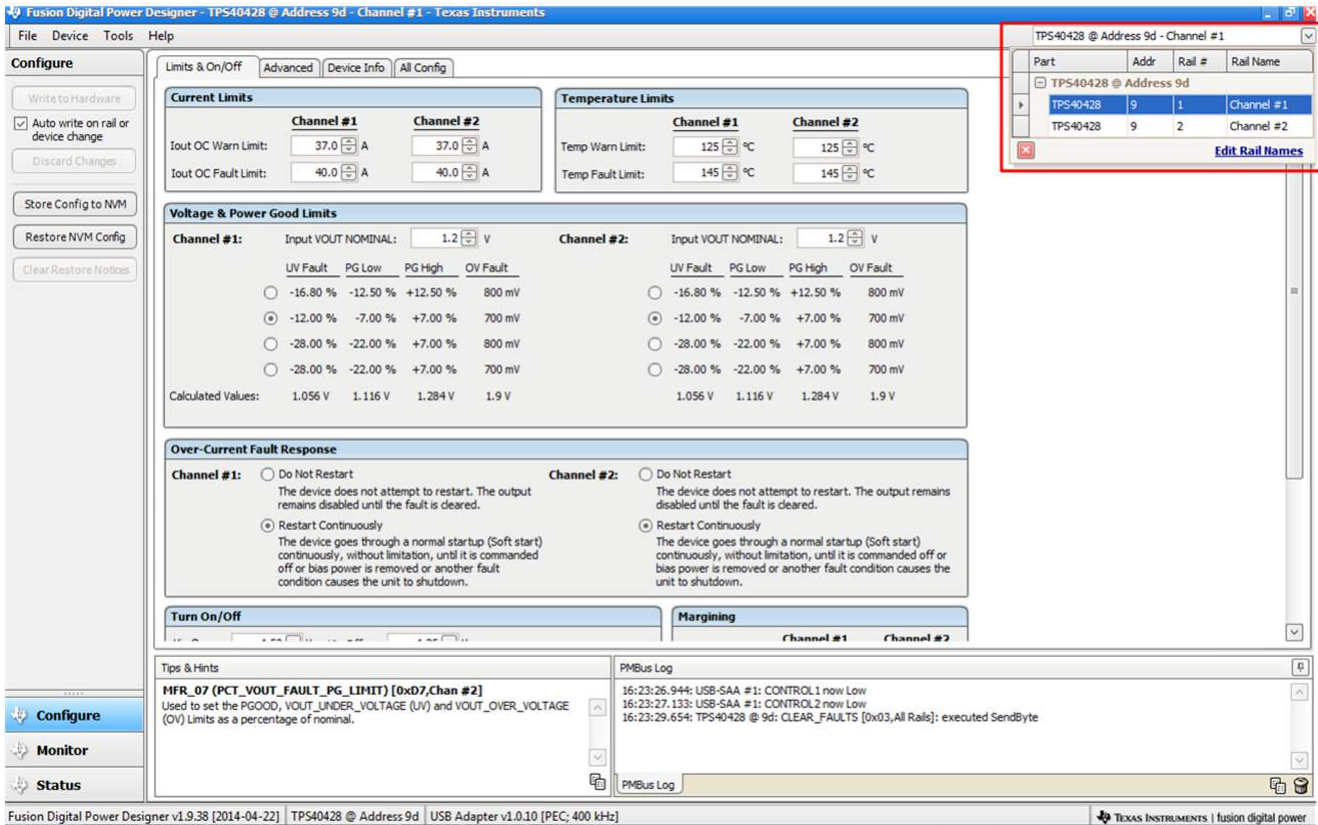 Fusion Digital Power Designer - TPS40428 @ Address 9d - Channel #1 - Texas Instruments
File Device Tools Help
TPS40428 @ Address 9d - Channel #1
Part Addr Rail # Rail Name
TPS40428 @ Address 9d
TPS40428 9 1 Channel #1
TPS40428 9 2 Channel #2
Edit Rail Names
Configure
Write to Hardware
Auto write on rail or
device change
Discard Changes
Store Config to NVM
Restore NVM Config
Clear Restore Notices
Limits & On/Off Advanced Device Info All Config
Current Limits
Channel #1 Channel #2
Iout OC Warn Limit: 37.0 A 37.0 A
Iout OC Fault Limit: 40.0 A 40.0 A
Temperature Limits
Channel #1 Channel #2
Temp Warn Limit: 125 ºC 125 ºC
Temp Fault Limit: 145 ºC 145 ºC
Voltage & Power Good Limits
Channel #1: Input VOUT NOMINAL: 1.2 V Channel #2: Input VOUT NOMINAL: 1.2 V
UV Fault PG Low PG High OV Fault UV Fault PG Low PG High OV Fault
-16.80 % -12.50 % +12.50 % 800 mV -16.80 % -12.50 % +12.50 % 800 mV
-12.00 % -7.00 % +7.00 % 700 mV -12.00 % -7.00 % +7.00 % 700 mV
-28.00 % -22.00 % +7.00 % 800 mV -28.00 % -22.00 % +7.00 % 800 mV
-28.00 % -22.00 % +7.00 % 700 mV -28.00 % -22.00 % +7.00 % 700 mV
Calculated Values: 1.056 V 1.116 V 1.284 V 1.9 V 1.056 V 1.116 V 1.284 V 1.9 V
Over-Current Fault Response
Channel #1: Do Not Restart
The device does not attempt to restart. The output
remains disabled until the fault is cleared.
Restart Continuously
The device goes through a normal startup (Soft start)
continuously, without limitation, until it is commanded
off or bias power is removed or another fault
condition causes the unit to shutdown.
Channel #2: Do Not Restart
The device does not attempt to restart. The output remains
disabled until the fault is cleared.
Restart Continuously
The device goes through a normal startup (Soft start)
continuously, without limitation, until it is commanded off or
bias power is removed or another fault condition causes the
unit to shutdown.
Turn On/Off
Margining
Channel #1 Channel #2
Tips & Hints
MFR_07 (PCT_VOUT_FAULT_PG_LIMIT) [0xD7,Chan #2]
Used to set the PGOOD, VOUT_UNDER_VOLTAGE (UV) and VOUT_OVER_VOLTAGE
(OV) Limits as a percentage of nominal.
PMBus Log
16:23:26.944: USB-SAA #1: CONTROL1 now Low
16:23:27.133: USB-SAA #1: CONTROL2 now Low
16:23:29.654: TPS40428 @ 9d: CLEAR_FAULTS [0x03,All Rails]: executed SendByte
PMBus Log
Configure
Monitor
Status
Fusion Digital Power Designer v1.9.38 [2014-04-22] TPS40428 @ Address 9d USB Adapter v1.0.10 [PEC; 400 kHz]
TEXAS INSTRUMENTS | fusion digital power